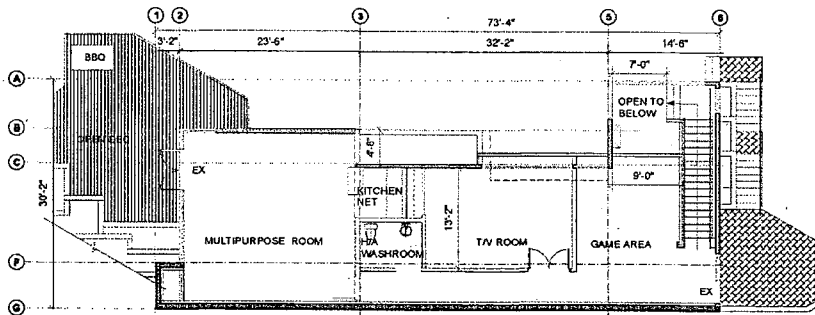 1
2
3
5
6
73'-4"
3'-2"
23'-6"
32'-2"
14'-6"
BBQ
7'-0"
A
OPEN TO
BELOW
B
4'-6"
C
EX
9'-0"
30'-2"
KITCHEN
NET
13'-2"
MULTIPURPOSE ROOM
H/A
WASHROOM
T/V ROOM
GAME AREA
F
EX
G